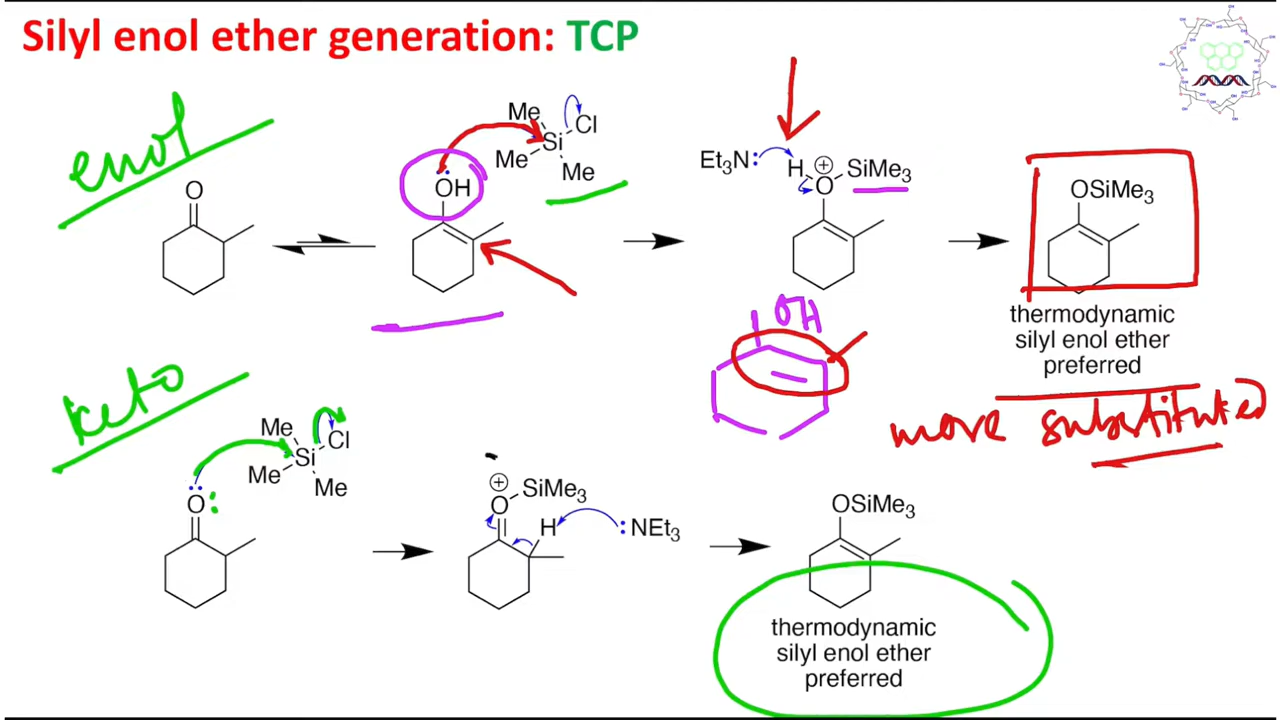 Silyl enol ether generation: TCP
enol
O
Me
Me
Me
Si
Cl
OH
Et3N:
H
⊕
O
SiMe3
OSiMe3
thermodynamic
silyl enol ether
preferred
OH
more substituted
keto
Me
Me
Me
Si
Cl
O
⊕
O
SiMe3
H
:NEt3
OSiMe3
thermodynamic
silyl enol ether
preferred